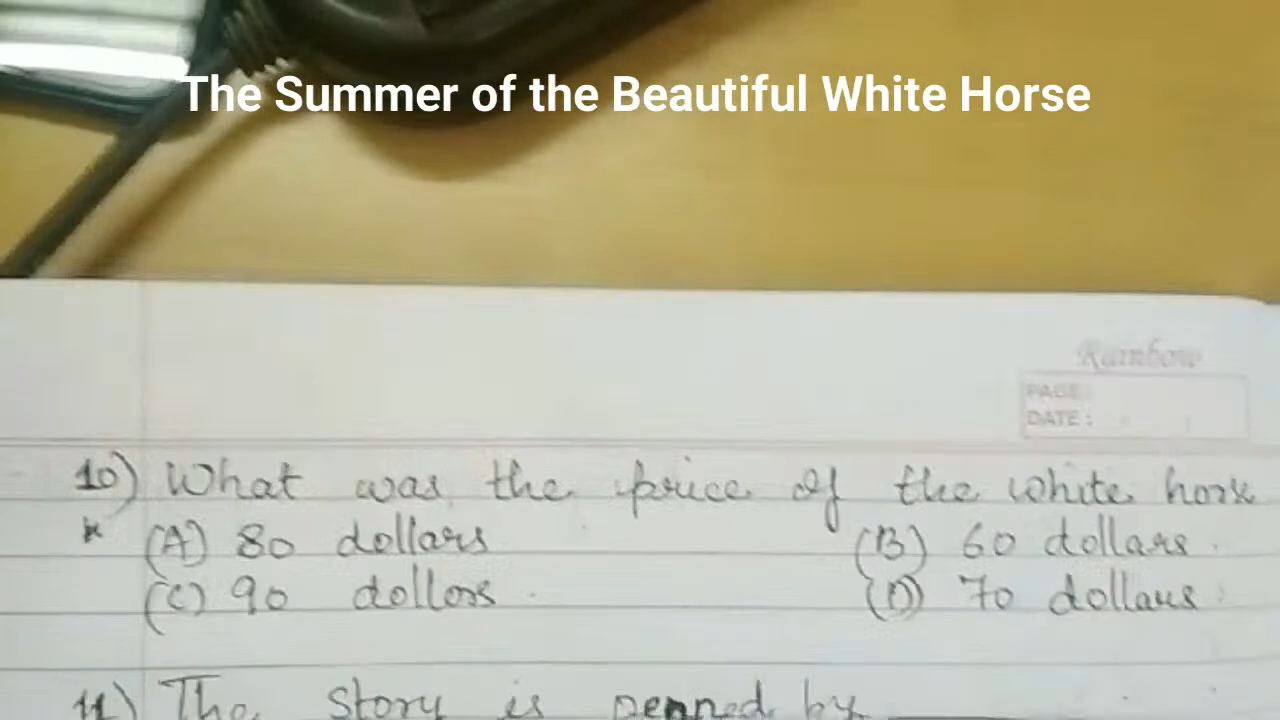 The Summer of the Beautiful White Horse
Rainbow
PAGE:
DATE:
10) What was the price of the white horse
* (A) 80 dollars (B) 60 dollars.
(C) 90 dollors. (D) 70 dollars.
11) The story is penned by